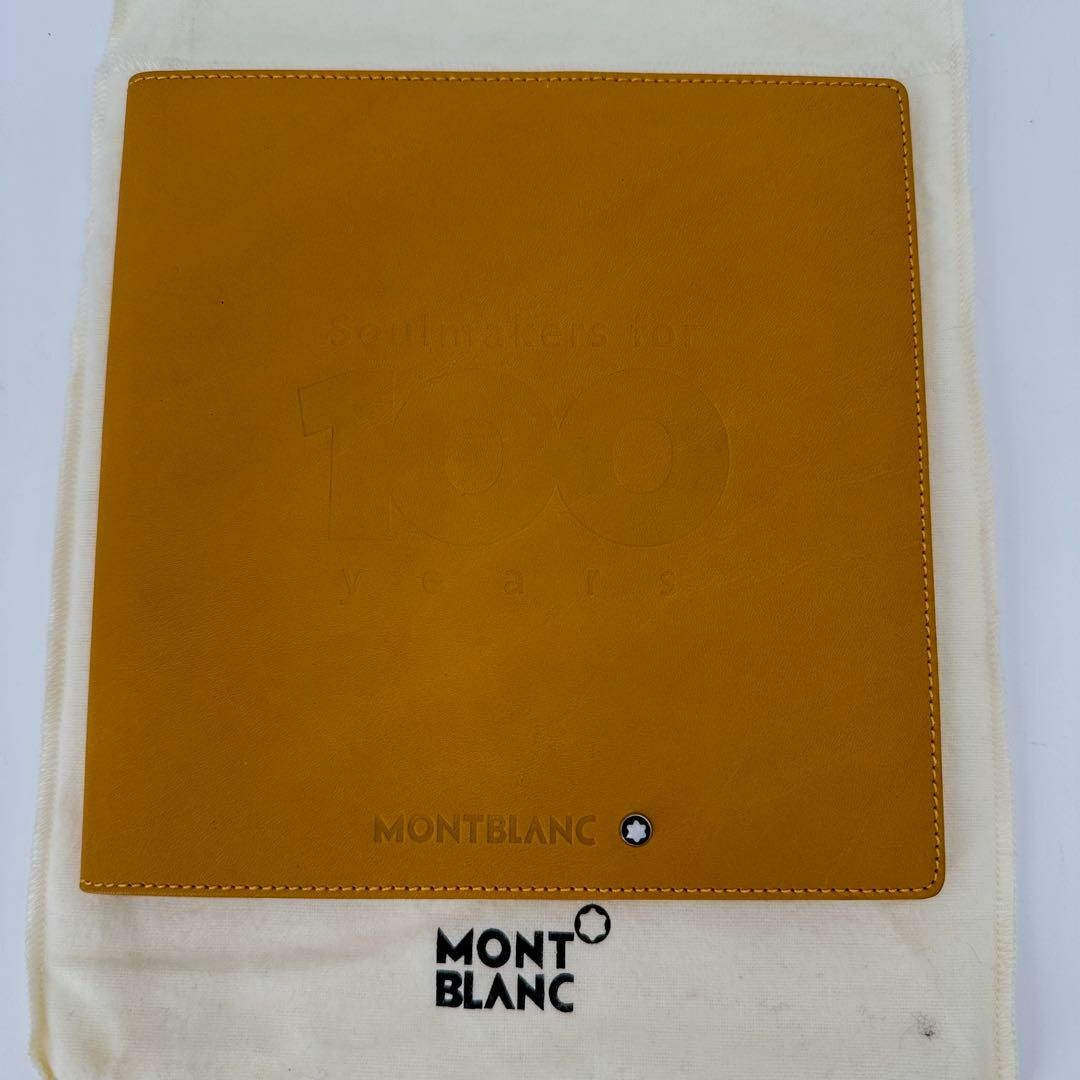 Soulmakers for
100
years
MONTBLANC
MONT
BLANC